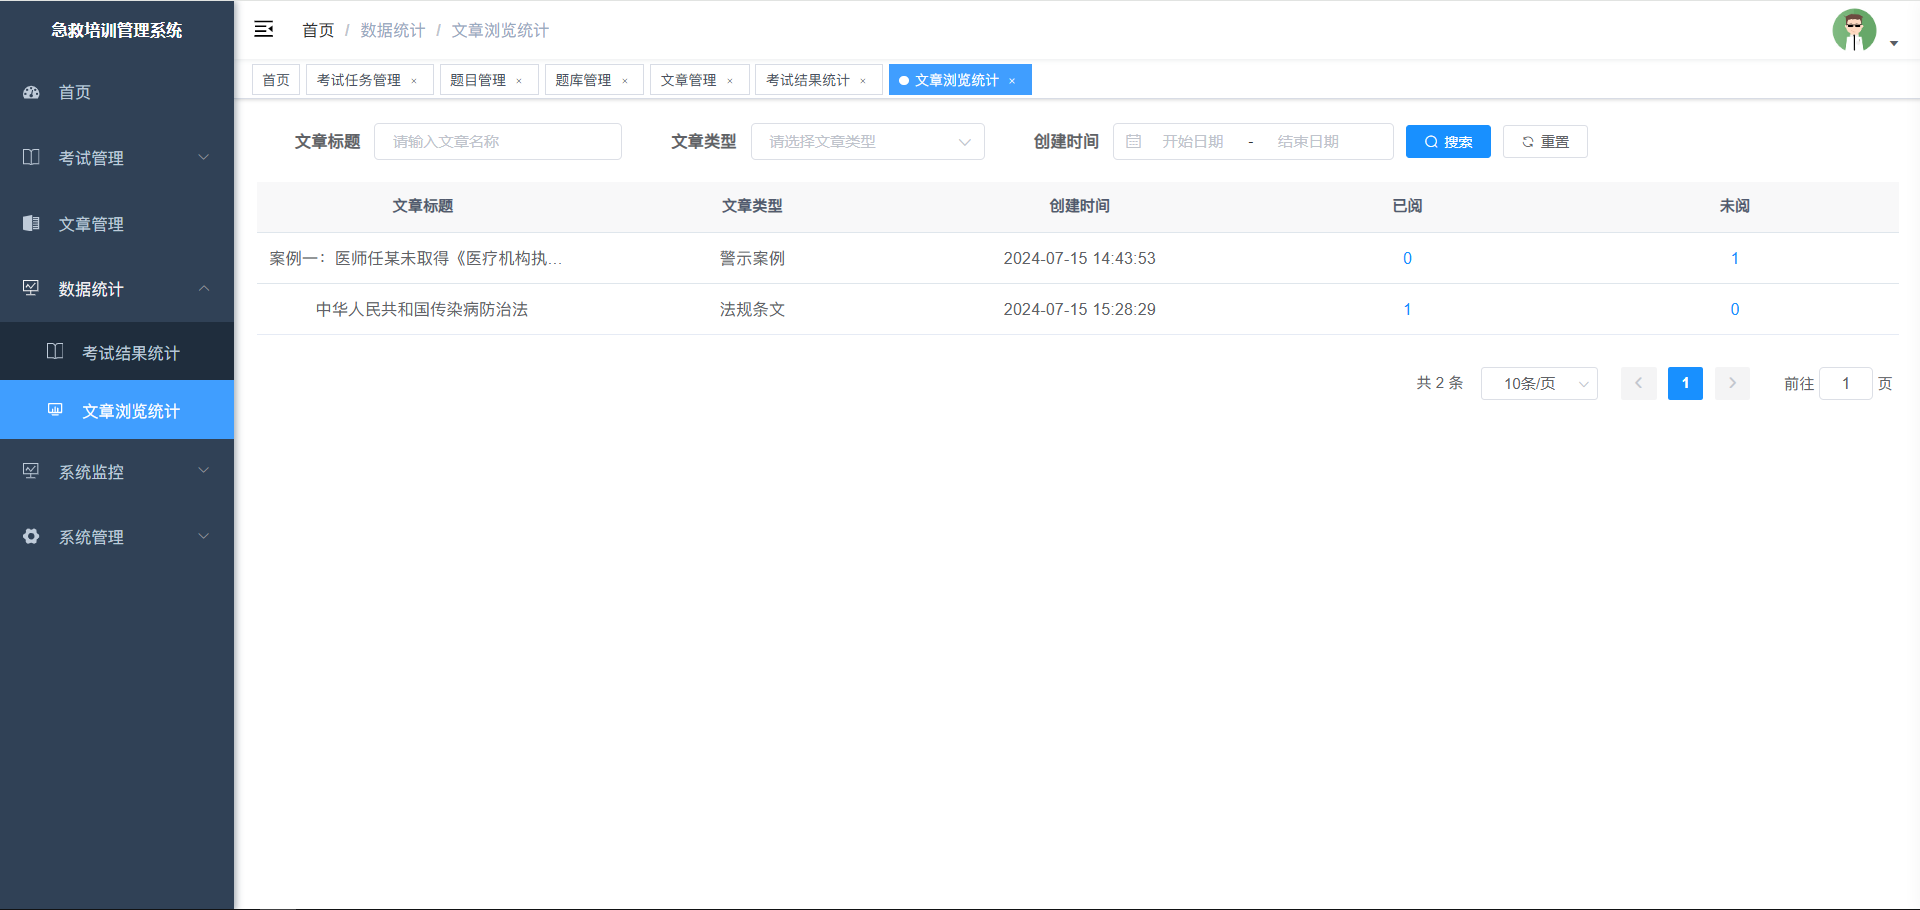 急救培训管理系统
首页
考试管理
文章管理
数据统计
考试结果统计
文章浏览统计
系统监控
系统管理
首页 / 数据统计 / 文章浏览统计
首页 考试任务管理 × 题目管理 × 题库管理 × 文章管理 × 考试结果统计 × 文章浏览统计 ×
文章标题 请输入文章名称 文章类型 请选择文章类型 创建时间 开始日期 - 结束日期 搜索 重置
文章标题 文章类型 创建时间 已阅 未阅
案例一：医师任某未取得《医疗机构执... 警示案例 2024-07-15 14:43:53 0 1
中华人民共和国传染病防治法 法规条文 2024-07-15 15:28:29 1 0
共 2 条 10条/页 1 前往 1 页